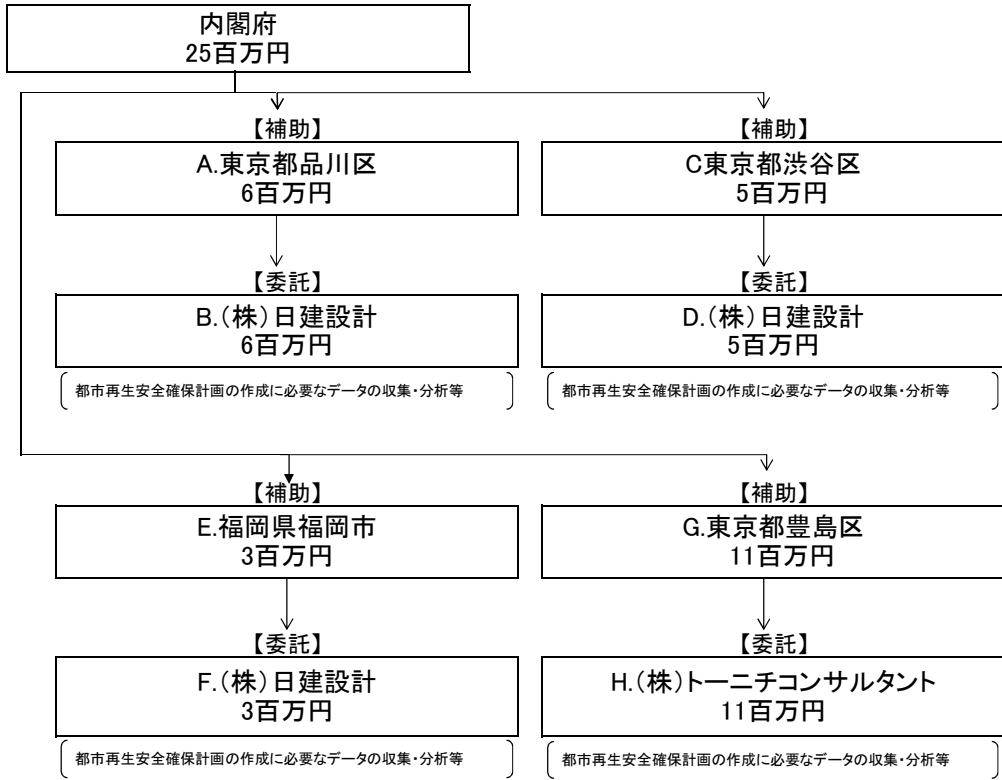 内閣府
25百万円
【補助】
A.東京都品川区
6百万円
【補助】
C東京都渋谷区
5百万円
【委託】
B.(株)日建設計
6百万円
都市再生安全確保計画の作成に必要なデータの収集・分析等
【委託】
D.(株)日建設計
5百万円
都市再生安全確保計画の作成に必要なデータの収集・分析等
【補助】
E.福岡県福岡市
3百万円
【補助】
G.東京都豊島区
11百万円
【委託】
F.(株)日建設計
3百万円
都市再生安全確保計画の作成に必要なデータの収集・分析等
【委託】
H.(株)トーニチコンサルタント
11百万円
都市再生安全確保計画の作成に必要なデータの収集・分析等